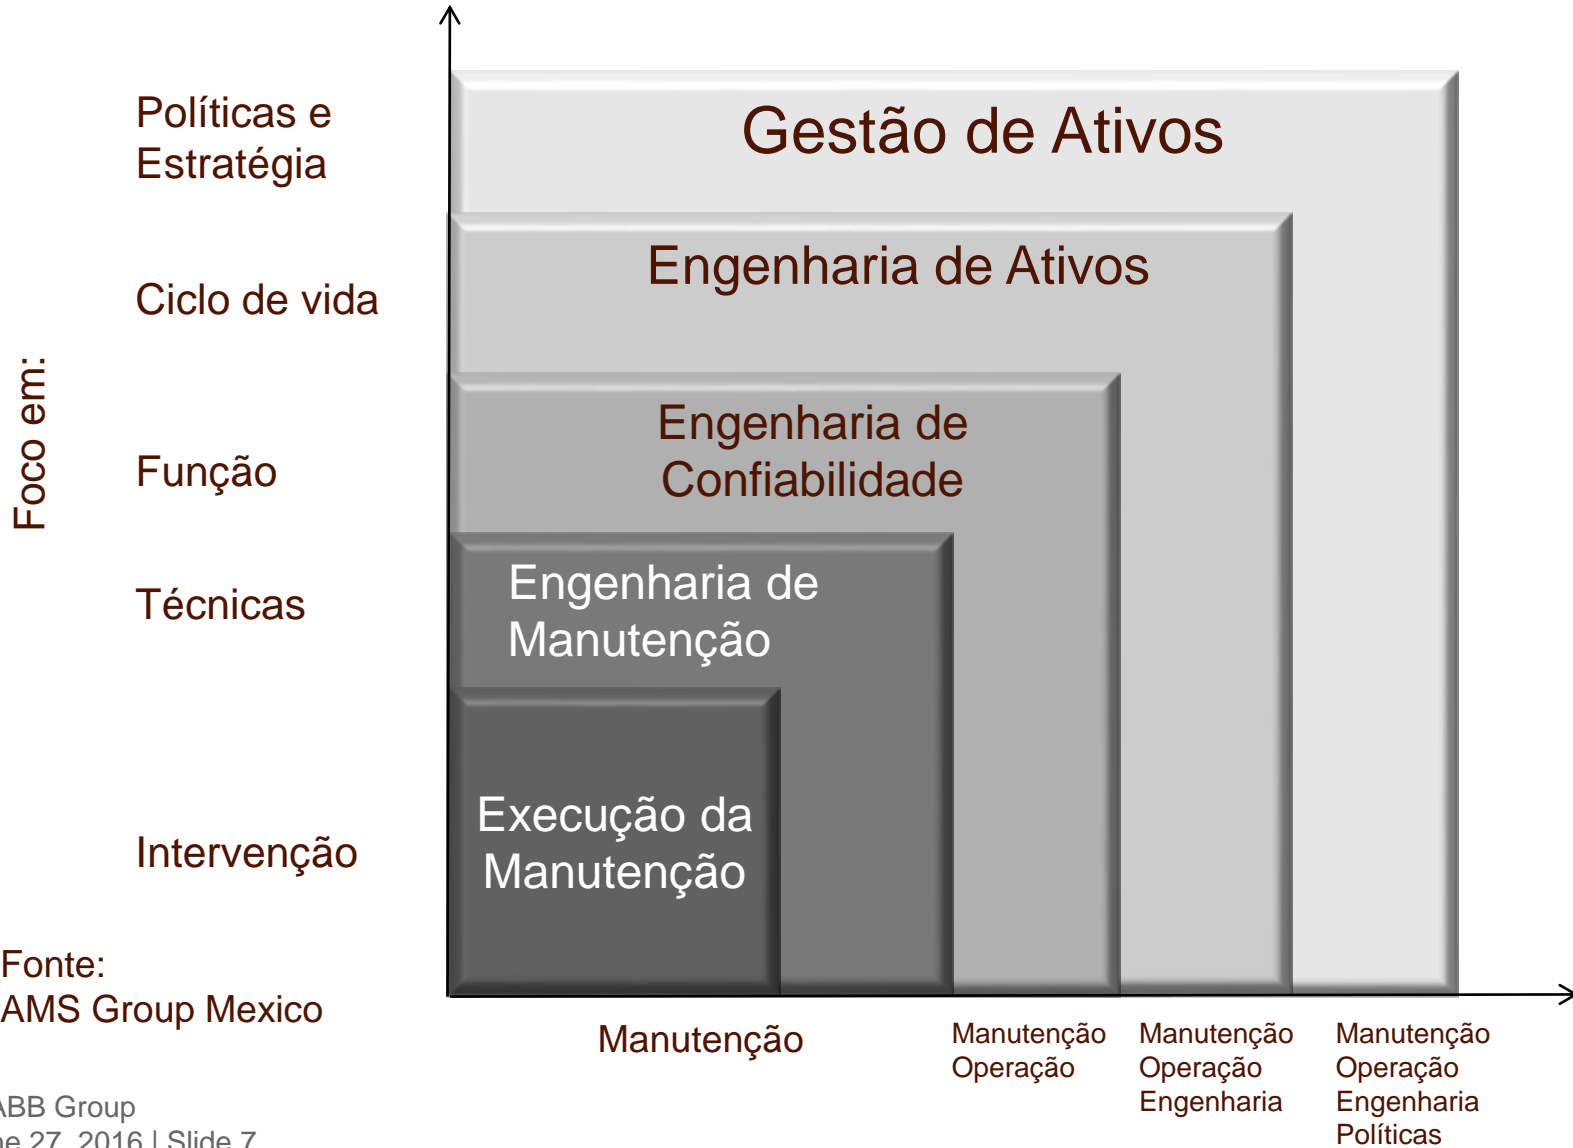 Políticas e
Estratégia
Gestão de Ativos
Ciclo de vida
Engenharia de Ativos
Foco em:
Função
Engenharia de
Confiabilidade
Técnicas
Engenharia de
Manutenção
Intervenção
Execução da
Manutenção
Fonte:
AMS Group Mexico
Manutenção
Manutenção
Operação
Manutenção
Operação
Engenharia
Manutenção
Operação
Engenharia
Políticas
ABB Group
27, 2016 | Slide 7